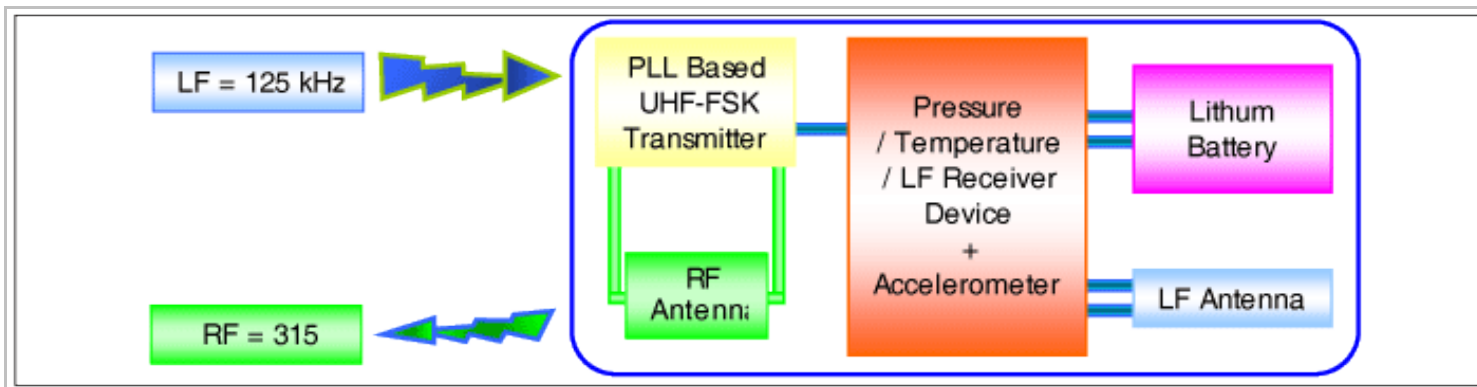 LF = 125 kHz
RF = 315
PLL Based
UHF-FSK
Transmitter
RF
Antenna
Pressure
/ Temperature
/ LF Receiver
Device
+
Accelerometer
Lithum
Battery
LF Antenna